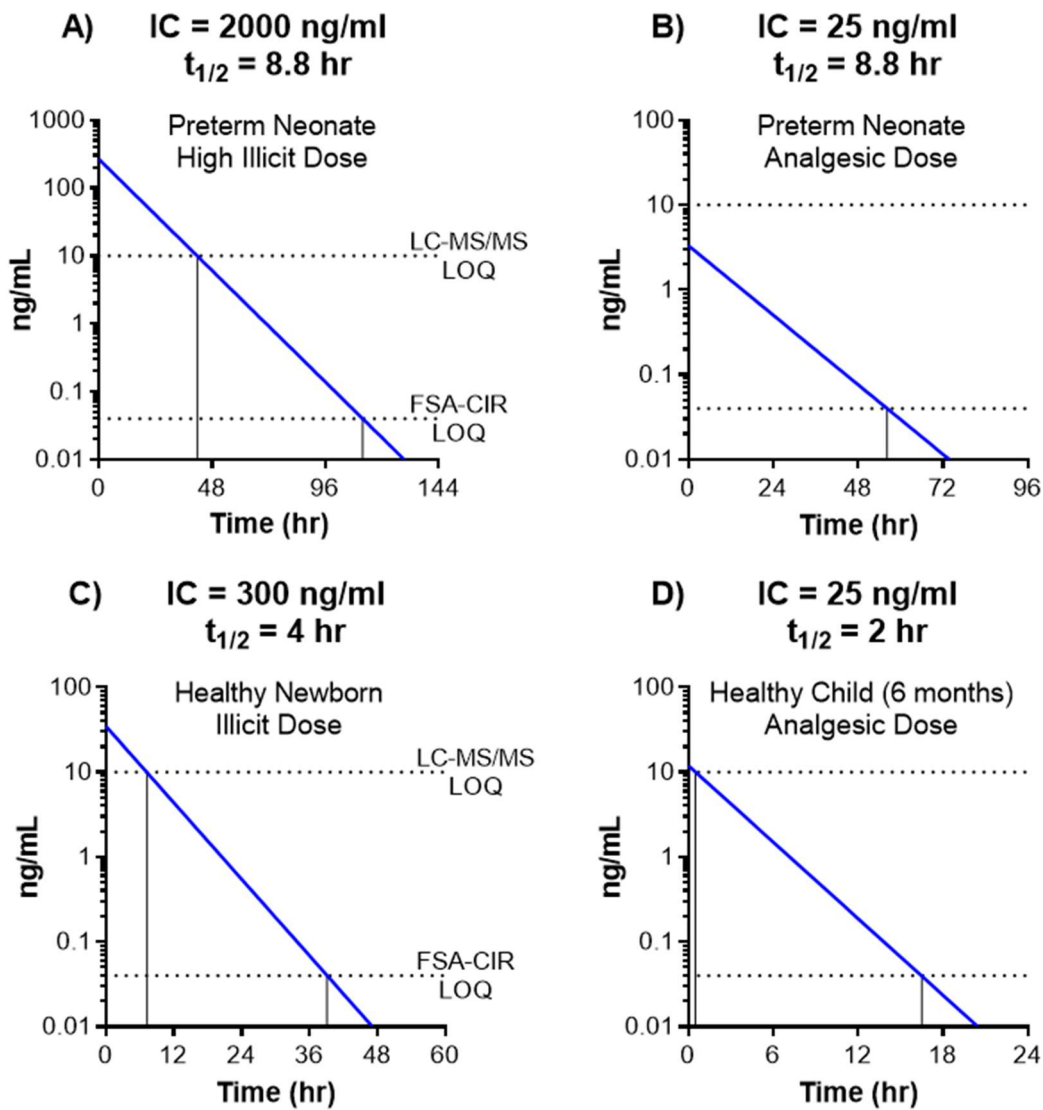 A) IC = 2000 ng/ml
t1/2 = 8.8 hr
Preterm Neonate
High Illicit Dose
1000
100
10
1
0.1
0.01
ng/mL
LC-MS/MS
LOQ
FSA-CIR
LOQ
0 48 96 144
Time (hr)
B) IC = 25 ng/ml
t1/2 = 8.8 hr
Preterm Neonate
Analgesic Dose
100
10
1
0.1
0.01
ng/mL
0 24 48 72 96
Time (hr)
C) IC = 300 ng/ml
t1/2 = 4 hr
Healthy Newborn
Illicit Dose
100
10
1
0.1
0.01
ng/mL
LC-MS/MS
LOQ
FSA-CIR
LOQ
0 12 24 36 48 60
Time (hr)
D) IC = 25 ng/ml
t1/2 = 2 hr
Healthy Child (6 months)
Analgesic Dose
100
10
1
0.1
0.01
ng/mL
0 6 12 18 24
Time (hr)